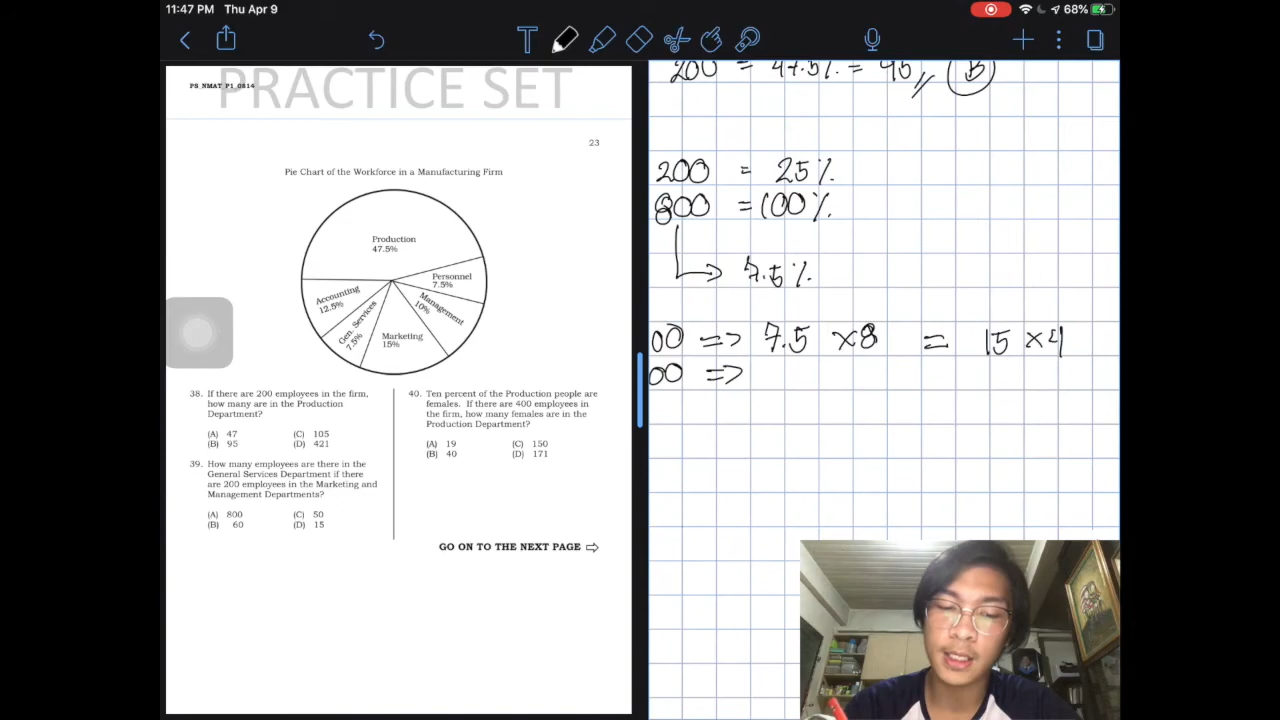 11:47 PM Thu Apr 9
68%
PRACTICE SET
PS_NMAT P1_0814
23
Pie Chart of the Workforce in a Manufacturing Firm
Production
47.5%
Personnel
7.5%
Management
10%
Marketing
15%
Gen. Services
7.5%
Accounting
12.5%
38. If there are 200 employees in the firm,
how many are in the Production
Department?
(A) 47 (C) 105
(B) 95 (D) 421
39. How many employees are there in the
General Services Department if there
are 200 employees in the Marketing and
Management Departments?
(A) 800 (C) 50
(B) 60 (D) 15
40. Ten percent of the Production people are
females. If there are 400 employees in
the firm, how many females are in the
Production Department?
(A) 19 (C) 150
(B) 40 (D) 171
GO ON TO THE NEXT PAGE
200 = 47.5% = 95 // B
200 = 25%
800 = 100%
7.5%
00 => 7.5 x8 = 15 x4
00 =>